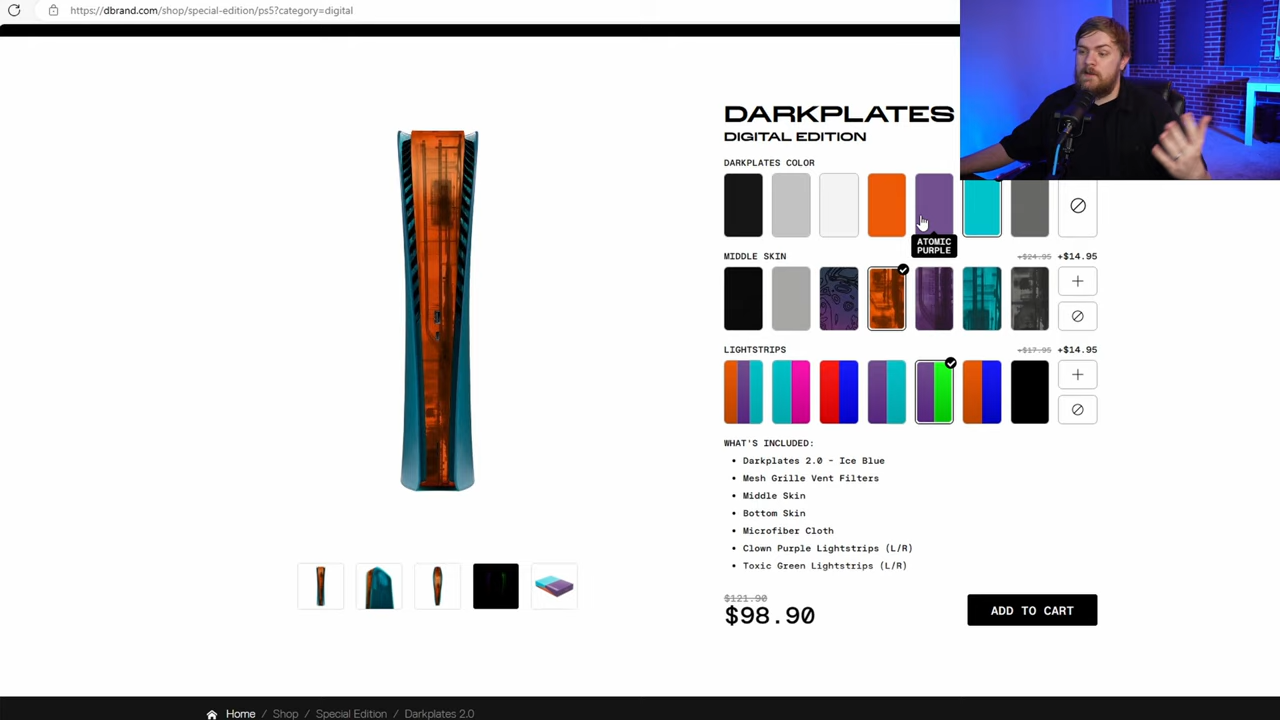 https://dbrand.com/shop/special-edition/ps5?category=digital
DARKPLATES
DIGITAL EDITION
DARKPLATES COLOR
ATOMIC
PURPLE
MIDDLE SKIN
+$24.95 +$14.95
LIGHTSTRIPS
+$17.95 +$14.95
WHAT'S INCLUDED:
• Darkplates 2.0 - Ice Blue
• Mesh Grille Vent Filters
• Middle Skin
• Bottom Skin
• Microfiber Cloth
• Clown Purple Lightstrips (L/R)
• Toxic Green Lightstrips (L/R)
$121.90
$98.90
ADD TO CART
Home / Shop / Special Edition / Darkplates 2.0